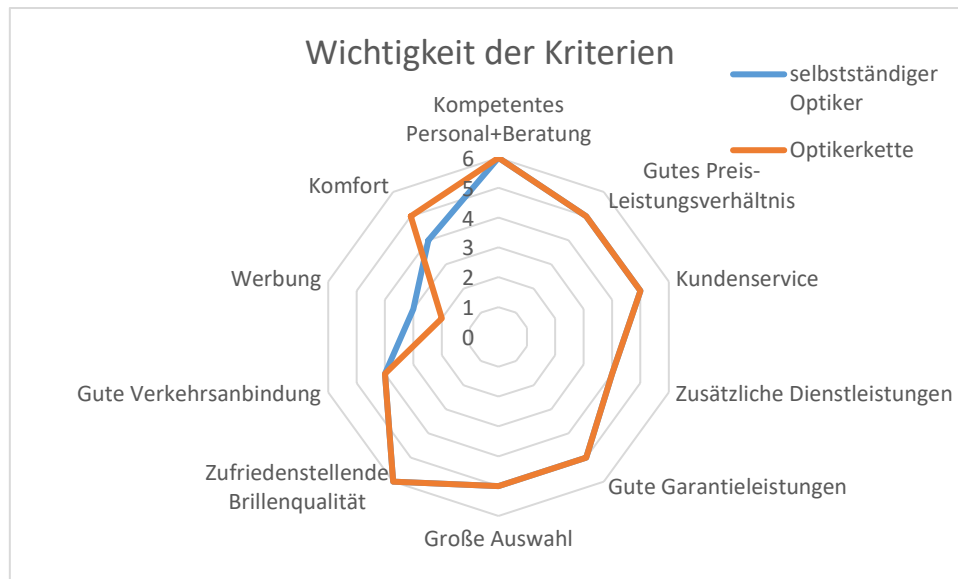 Wichtigkeit der Kriterien
selbstständiger
Optiker
Optikerkette
Kompetentes
Personal+Beratung
Gutes Preis-
Leistungsverhältnis
Kundenservice
Zusätzliche Dienstleistungen
Gute Garantieleistungen
Große Auswahl
Zufriedenstellende
Brillenqualität
Gute Verkehrsanbindung
Werbung
Komfort
6
5
4
3
2
1
0